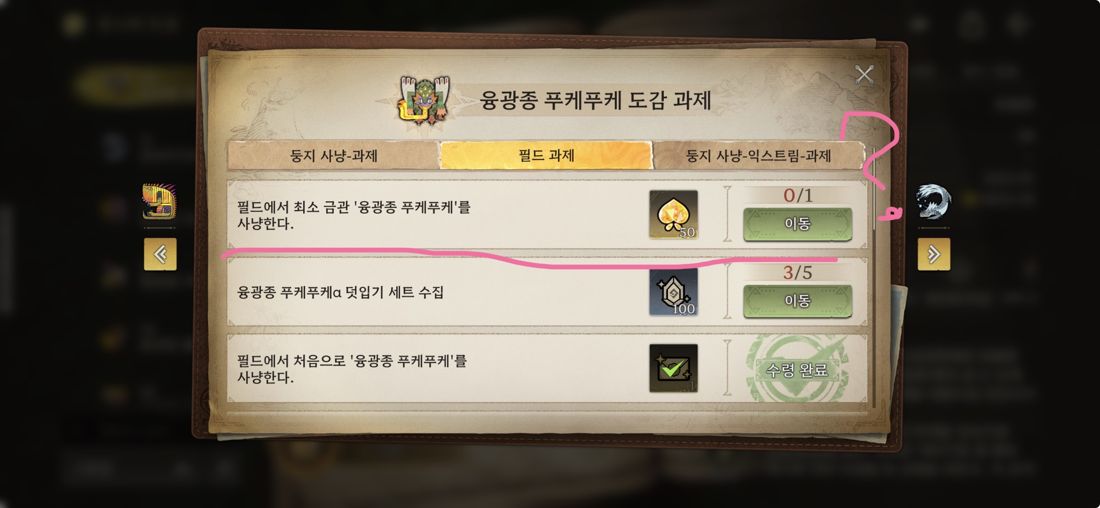 융광종 푸케푸케 도감 과제
둥지 사냥-과제
필드 과제
둥지 사냥-익스트림-과제
필드에서 최소 금관 '융광종 푸케푸케'를
사냥한다.
50
0/1
이동
융광종 푸케푸케α 덧입기 세트 수집
100
3/5
이동
필드에서 처음으로 '융광종 푸케푸케'를
사냥한다.
1
수령 완료
?